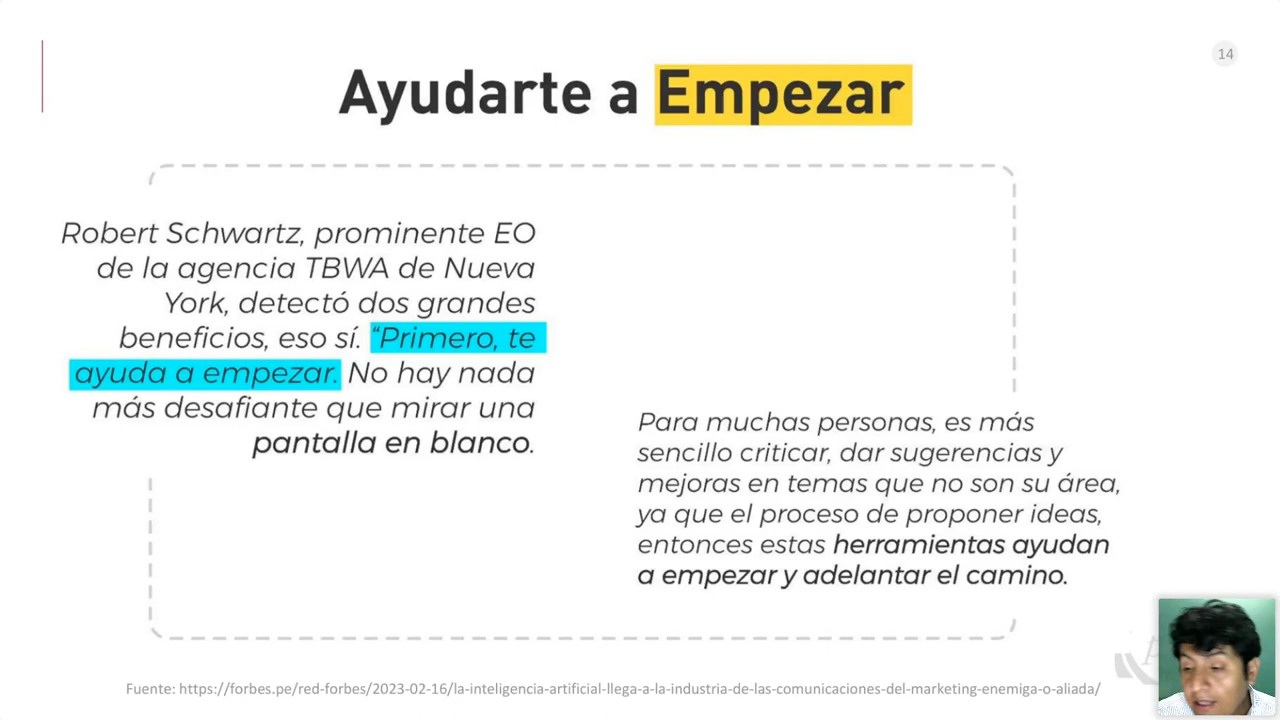 14
Ayudarte a Empezar
Robert Schwartz, prominente EO
de la agencia TBWA de Nueva
York, detectó dos grandes
beneficios, eso sí. “Primero, te
ayuda a empezar. No hay nada
más desafiante que mirar una
pantalla en blanco.
Para muchas personas, es más
sencillo criticar, dar sugerencias y
mejoras en temas que no son su área,
ya que el proceso de proponer ideas,
entonces estas herramientas ayudan
a empezar y adelantar el camino.
Fuente: https://forbes.pe/red-forbes/2023-02-16/la-inteligencia-artificial-llega-a-la-industria-de-las-comunicaciones-del-marketing-enemiga-o-aliada/